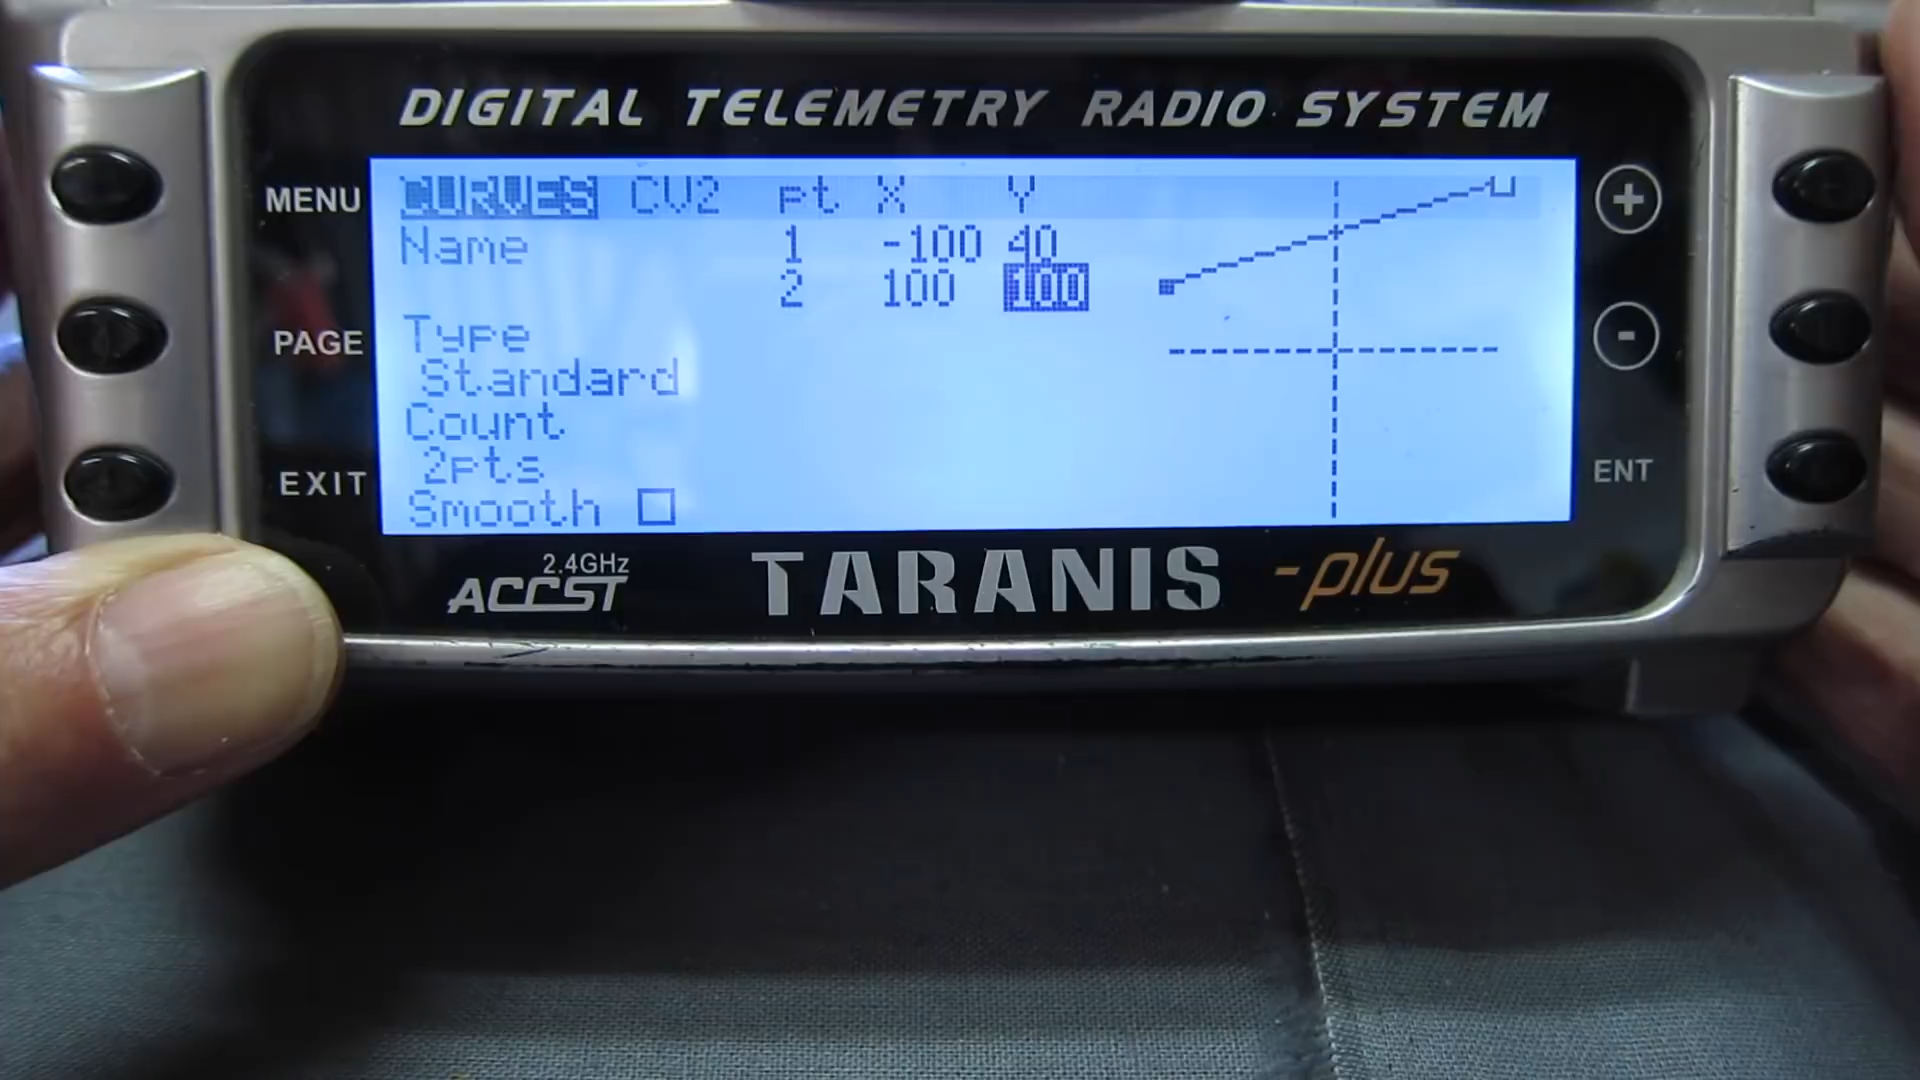 DIGITAL TELEMETRY RADIO SYSTEM
MENU
PAGE
EXIT
CURVES CV2 pt X Y
Name 1 -100 40
2 100 100
Type
Standard
Count
2pts
Smooth
+
-
ENT
2.4GHz
ACCST
TARANIS -plus